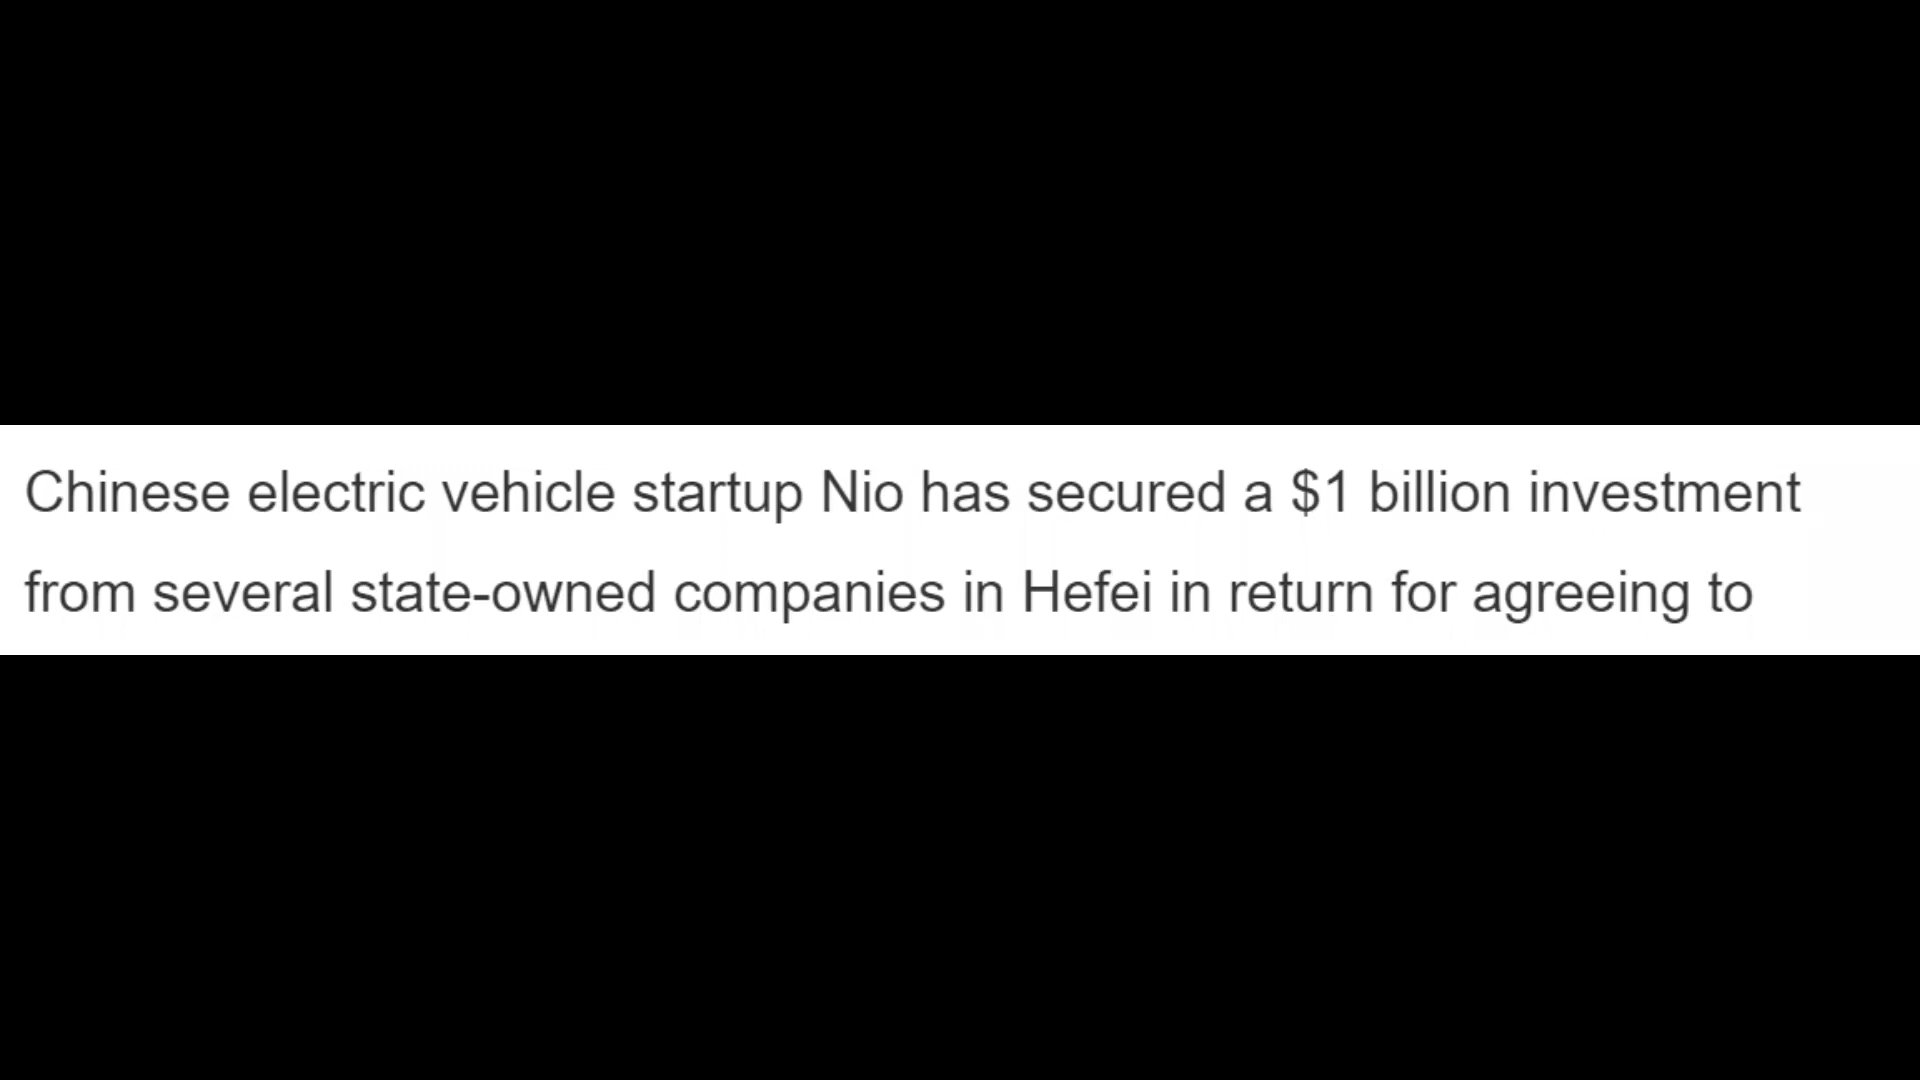 Chinese electric vehicle startup Nio has secured a $1 billion investment
from several state-owned companies in Hefei in return for agreeing to